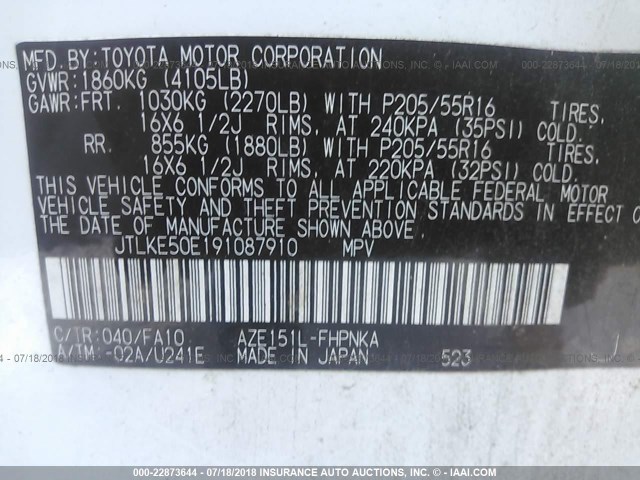 MFD. BY: TOYOTA MOTOR CORPORATION
GVWR: 1860KG (4105LB)
GAWR: FRT. 1030KG (2270LB) WITH P205/55R16 TIRES.
16X6 1/2J RIMS, AT 240KPA (35PSI) COLD.
RR. 855KG (1880LB) WITH P205/55R16 TIRES.
16X6 1/2J RIMS, AT 220KPA (32PSI) COLD.
THIS VEHICLE CONFORMS TO ALL APPLICABLE FEDERAL MOTOR
VEHICLE SAFETY AND THEFT PREVENTION STANDARDS IN EFFECT
THE DATE OF MANUFACTURE SHOWN ABOVE.
JTLKE50E191087910 MPV
C/TR: 040/FA10 AZE151L-FHPNKA
A/TM: -02A/U241E MADE IN JAPAN 523
000-22873644 - 07/18/2018 INSURANCE AUTO AUCTIONS - WWW.IAAI.COM